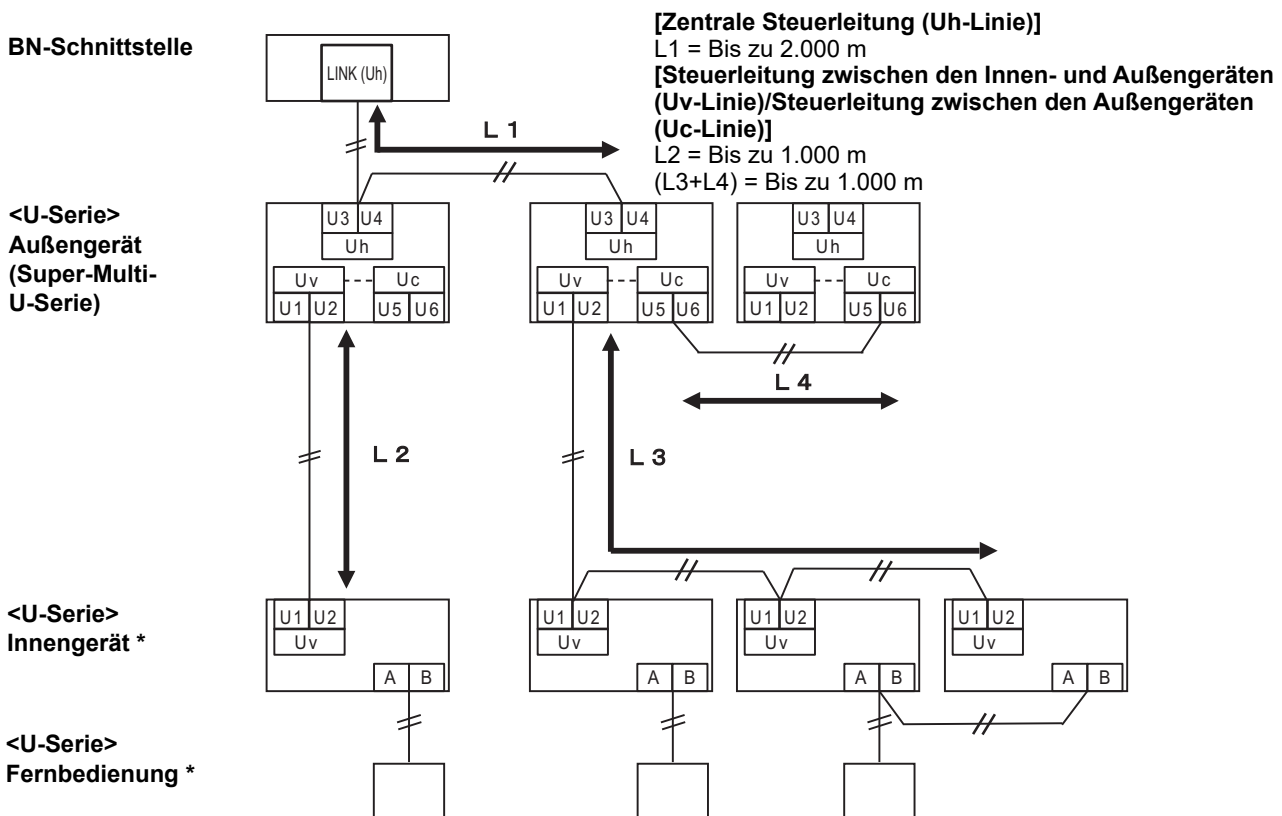 BN-Schnittstelle
LINK (Uh)
[Zentrale Steuerleitung (Uh-Linie)]
L1 = Bis zu 2.000 m
[Steuerleitung zwischen den Innen- und Außengeräten
(Uv-Linie)/Steuerleitung zwischen den Außengeräten
(Uc-Linie)]
L2 = Bis zu 1.000 m
(L3+L4) = Bis zu 1.000 m
L 1
<U-Serie>
Außengerät
(Super-Multi-
U-Serie)
U3 U4
Uh
Uv Uc
U1 U2 U5 U6
U3 U4
Uh
Uv Uc
U1 U2 U5 U6
U3 U4
Uh
Uv Uc
U1 U2 U5 U6
L 4
L 2
L 3
<U-Serie>
Innengerät *
U1 U2
Uv
A B
U1 U2
Uv
A B
U1 U2
Uv
A B
U1 U2
Uv
A B
<U-Serie>
Fernbedienung *